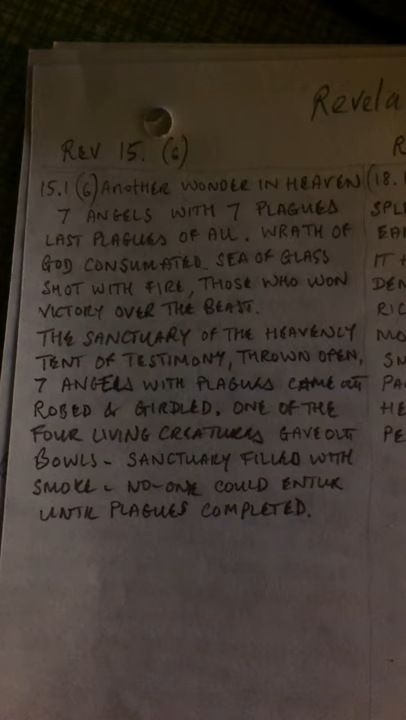 Revela
REV 15. (6)
R
15.1 (6) ANOTHER WONDER IN HEAVEN
7 ANGELS WITH 7 PLAGUES
LAST PLAGUES OF ALL. WRATH OF
GOD CONSUMATED. SEA OF GLASS
SHOT WITH FIRE, THOSE WHO WON
VICTORY OVER THE BEAST.
THE SANCTUARY OF THE HEAVENLY
TENT OF TESTIMONY, THROWN OPEN,
7 ANGELS WITH PLAGUES CAME OUT
ROBED & GIRDLED. ONE OF THE
FOUR LIVING CREATURES GAVE OUT
BOWLS - SANCTUARY FILLED WITH
SMOKE & NO-ONE COULD ENTER
UNTIL PLAGUES COMPLETED.
(18.1
SPL
EA
IT
DEN
RIC
MO
SM
PA
HE
PE